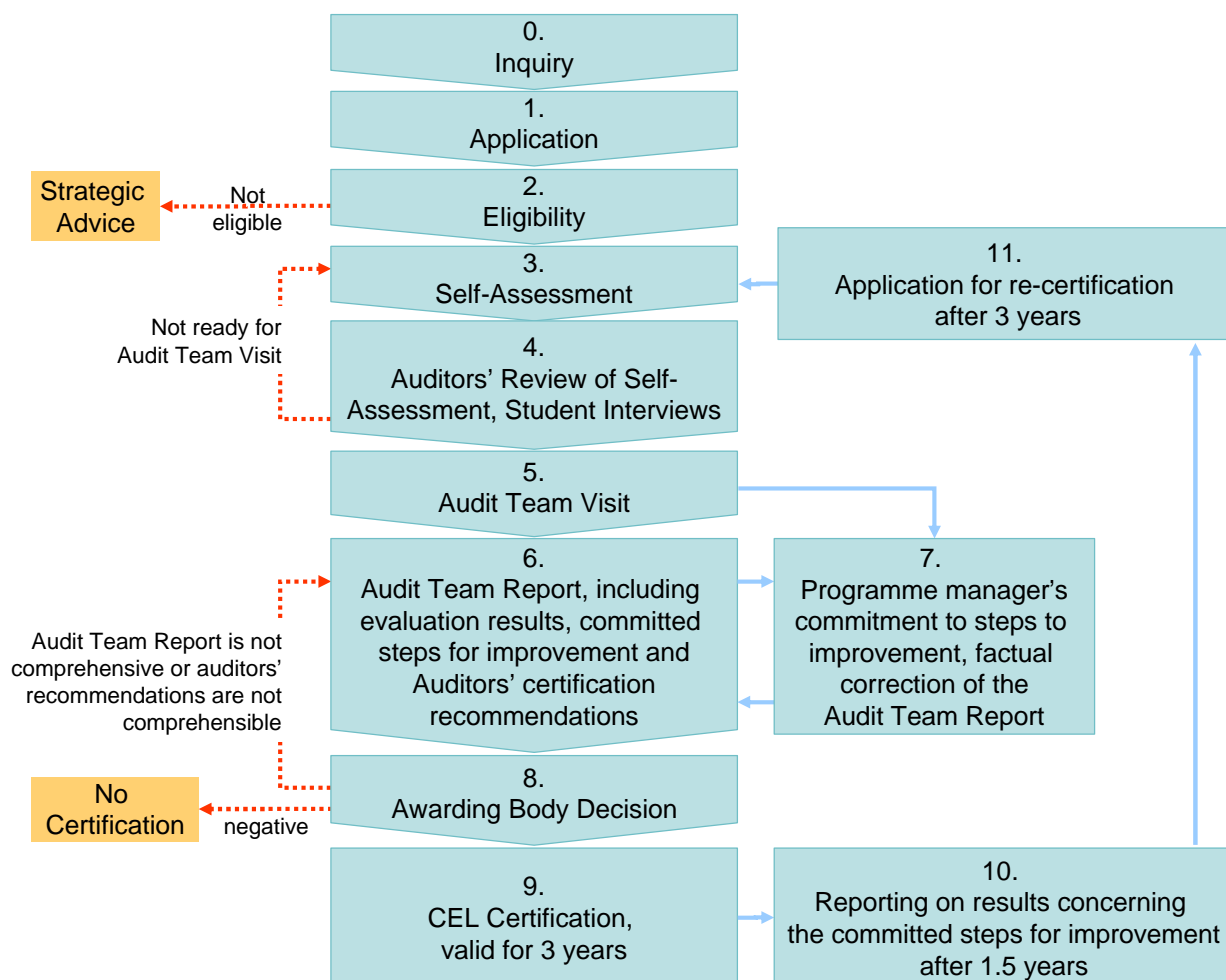 0.
Inquiry
1.
Application
2.
Eligibility
Strategic
Advice
Not
eligible
3.
Self-Assessment
11.
Application for re-certification
after 3 years
Not ready for
Audit Team Visit
4.
Auditors’ Review of Self-
Assessment, Student Interviews
5.
Audit Team Visit
6.
Audit Team Report, including
evaluation results, committed
steps for improvement and
Auditors’ certification
recommendations
7.
Programme manager’s
commitment to steps to
improvement, factual
correction of the
Audit Team Report
Audit Team Report is not
comprehensive or auditors’
recommendations are not
comprehensible
8.
Awarding Body Decision
No
Certification
negative
9.
CEL Certification,
valid for 3 years
10.
Reporting on results concerning
the committed steps for improvement
after 1.5 years